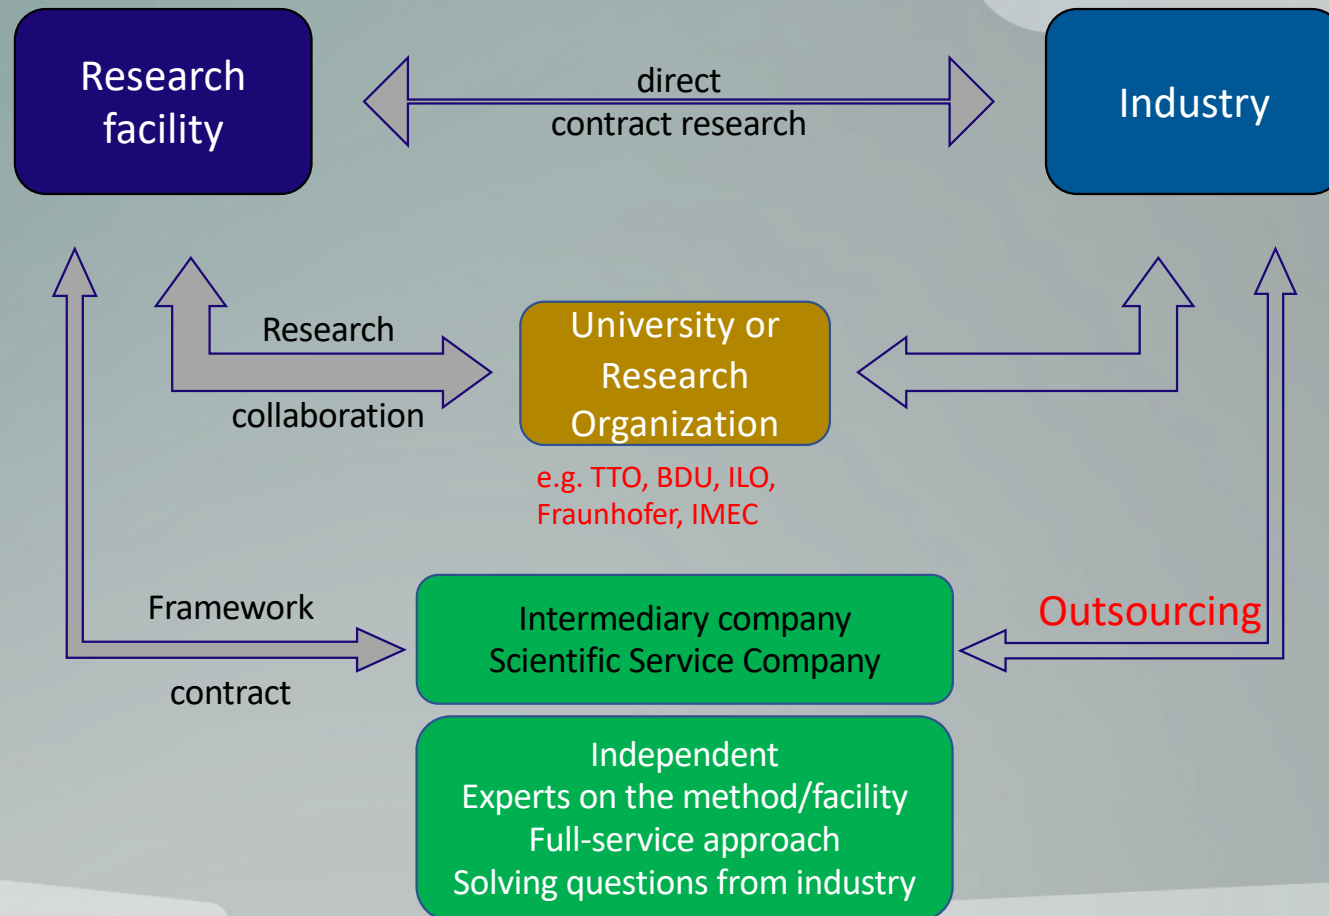 Research
facility
direct
contract research
Industry
Research
collaboration
University or
Research
Organization
e.g. TTO, BDU, ILO,
Fraunhofer, IMEC
Framework
contract
Intermediary company
Scientific Service Company
Outsourcing
Independent
Experts on the method/facility
Full-service approach
Solving questions from industry